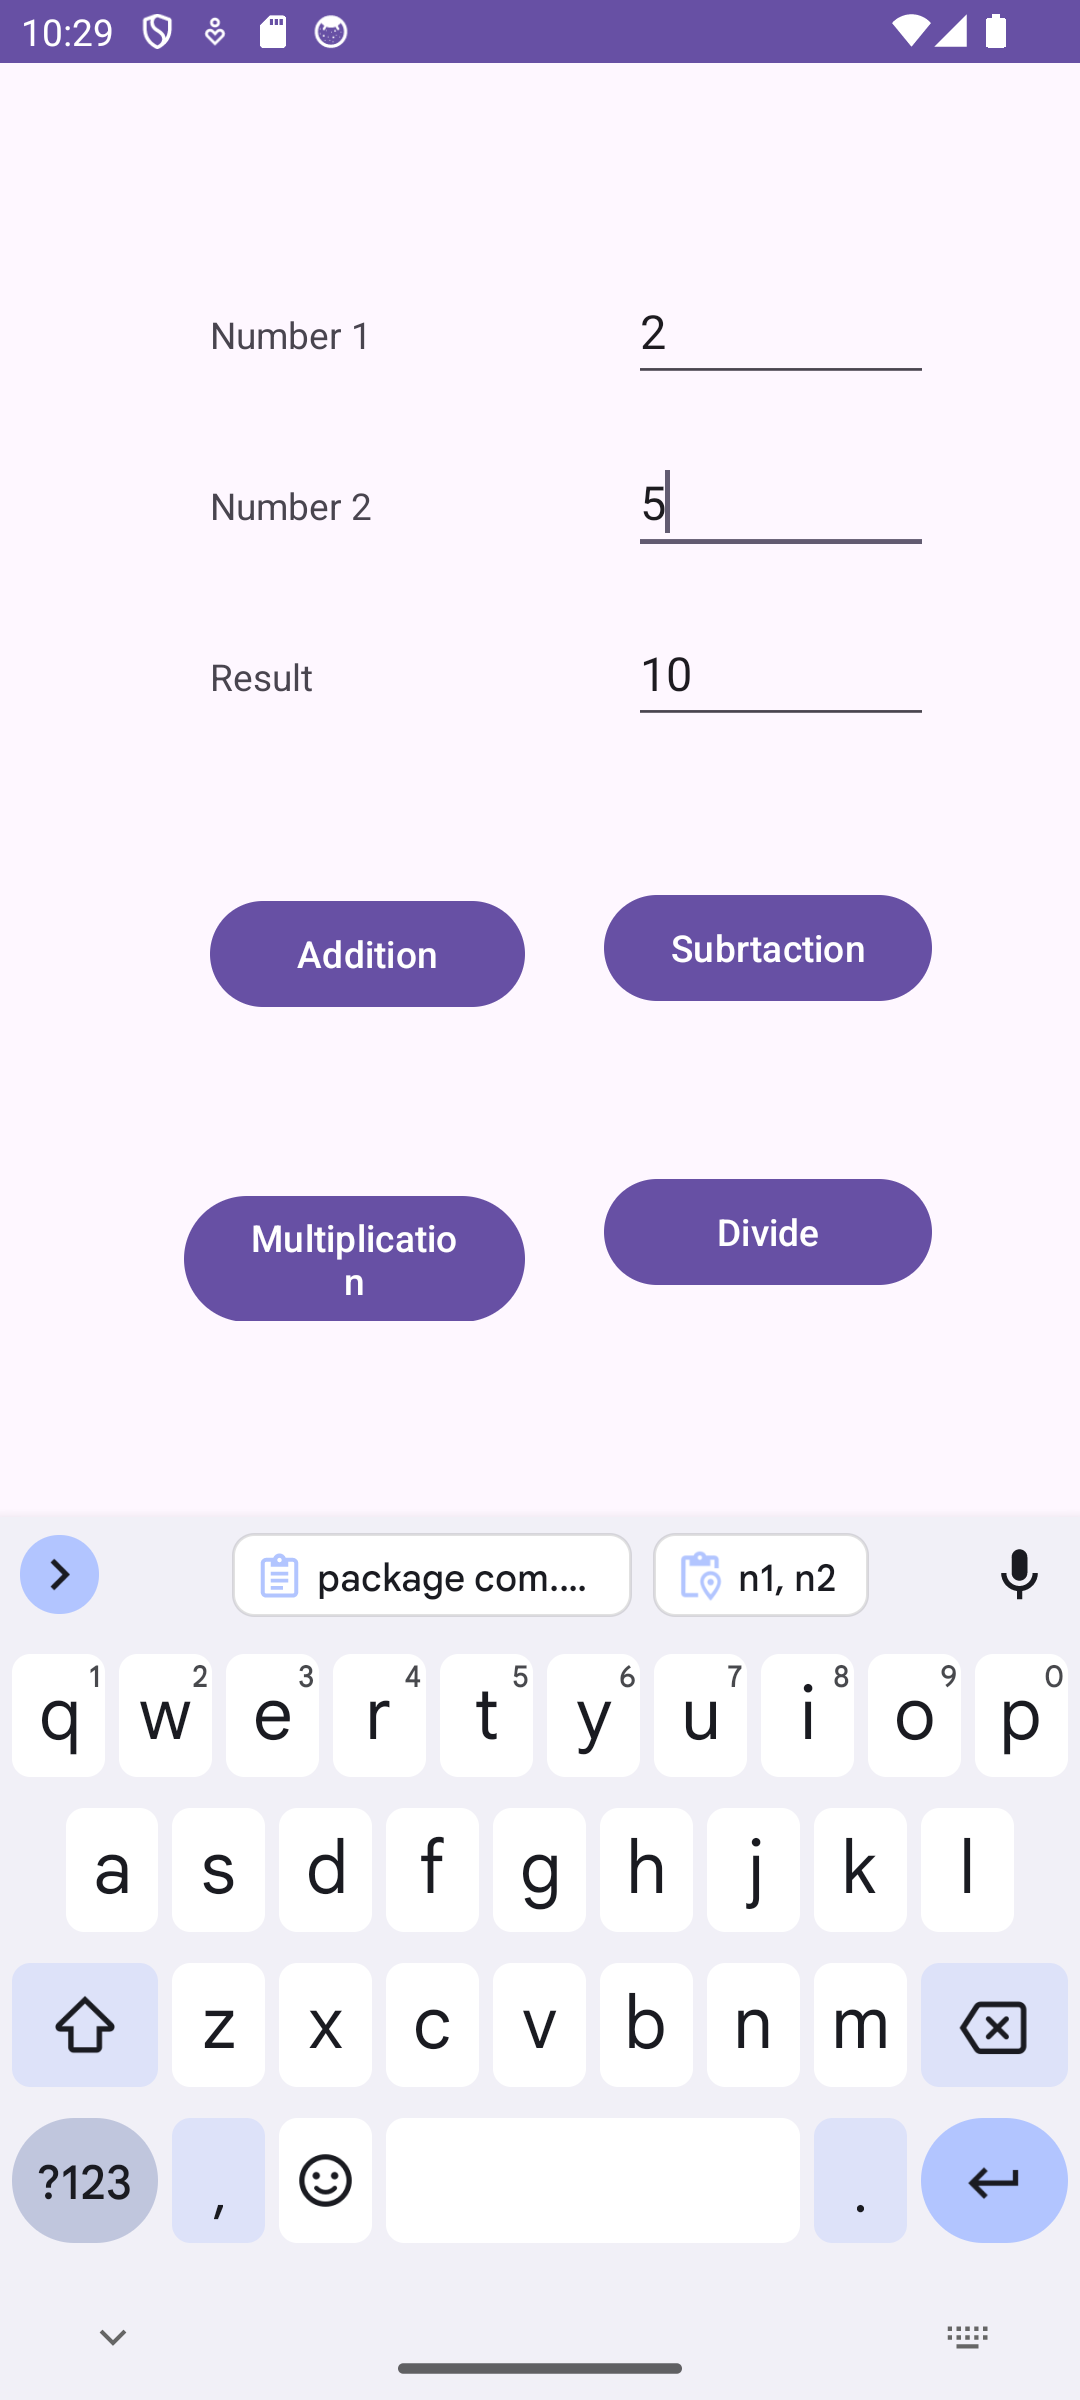 10:29
Number 1
2
Number 2
5
Result
10
Addition
Subrtaction
Multiplicatio
n
Divide
package com....
n1, n2
1 2 3 4 5 6 7 8 9 0
q w e r t y u i o p
a s d f g h j k l
z x c v b n m
?123 , .